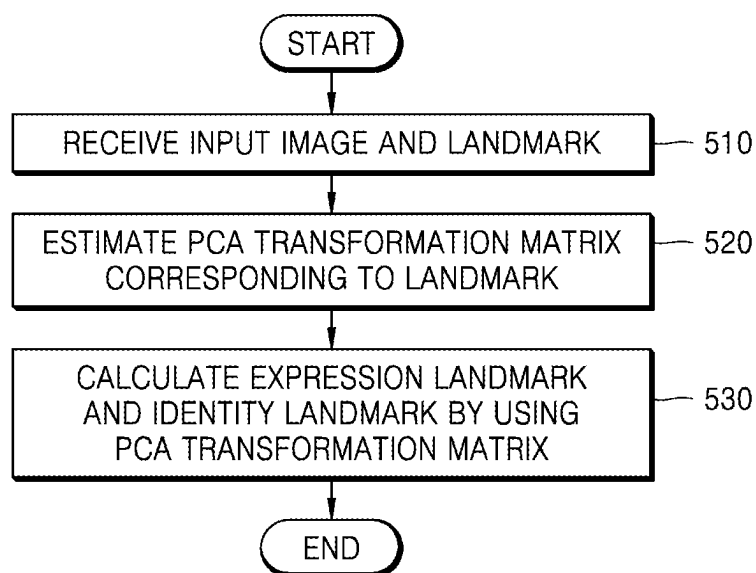 START
RECEIVE INPUT IMAGE AND LANDMARK
510
ESTIMATE PCA TRANSFORMATION MATRIX
CORRESPONDING TO LANDMARK
520
CALCULATE EXPRESSION LANDMARK
AND IDENTITY LANDMARK BY USING
PCA TRANSFORMATION MATRIX
530
END